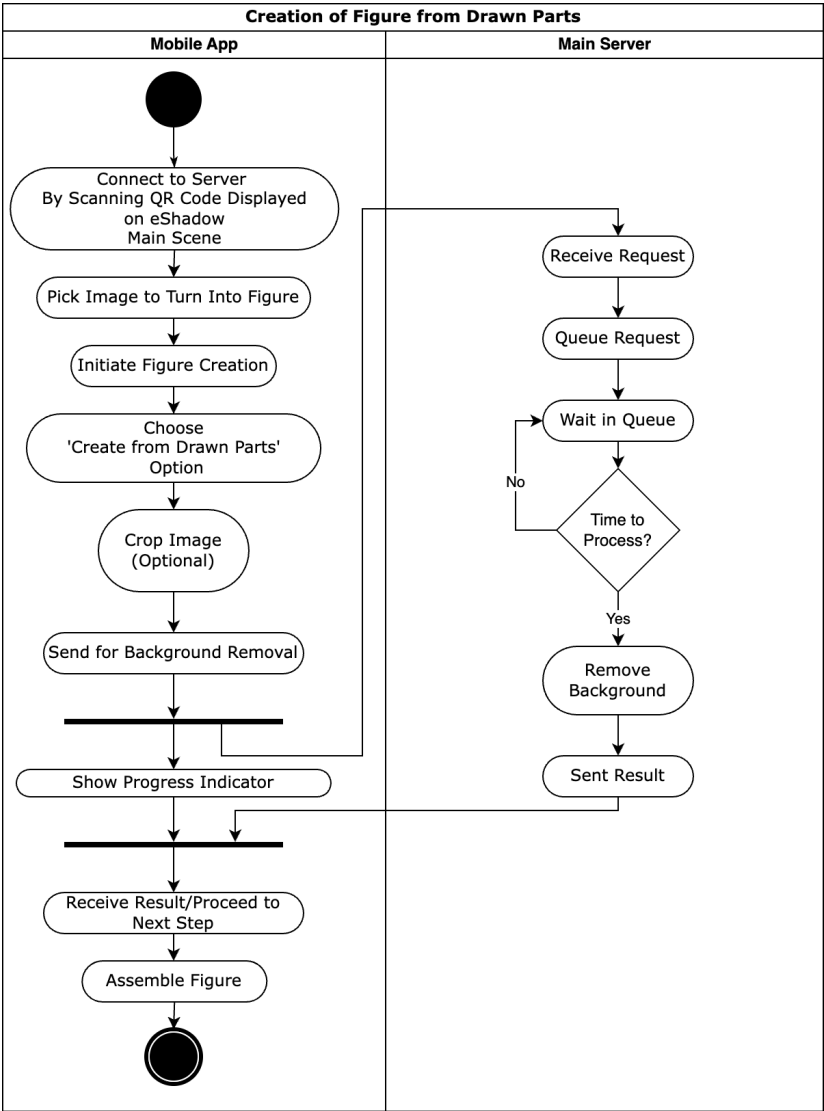 Creation of Figure from Drawn Parts
Mobile App
Main Server
Connect to Server
By Scanning QR Code Displayed
on eShadow
Main Scene
Pick Image to Turn Into Figure
Initiate Figure Creation
Choose
'Create from Drawn Parts'
Option
Crop Image
(Optional)
Send for Background Removal
Show Progress Indicator
Receive Result/Proceed to
Next Step
Assemble Figure
Receive Request
Queue Request
Wait in Queue
No
Time to
Process?
Yes
Remove
Background
Sent Result